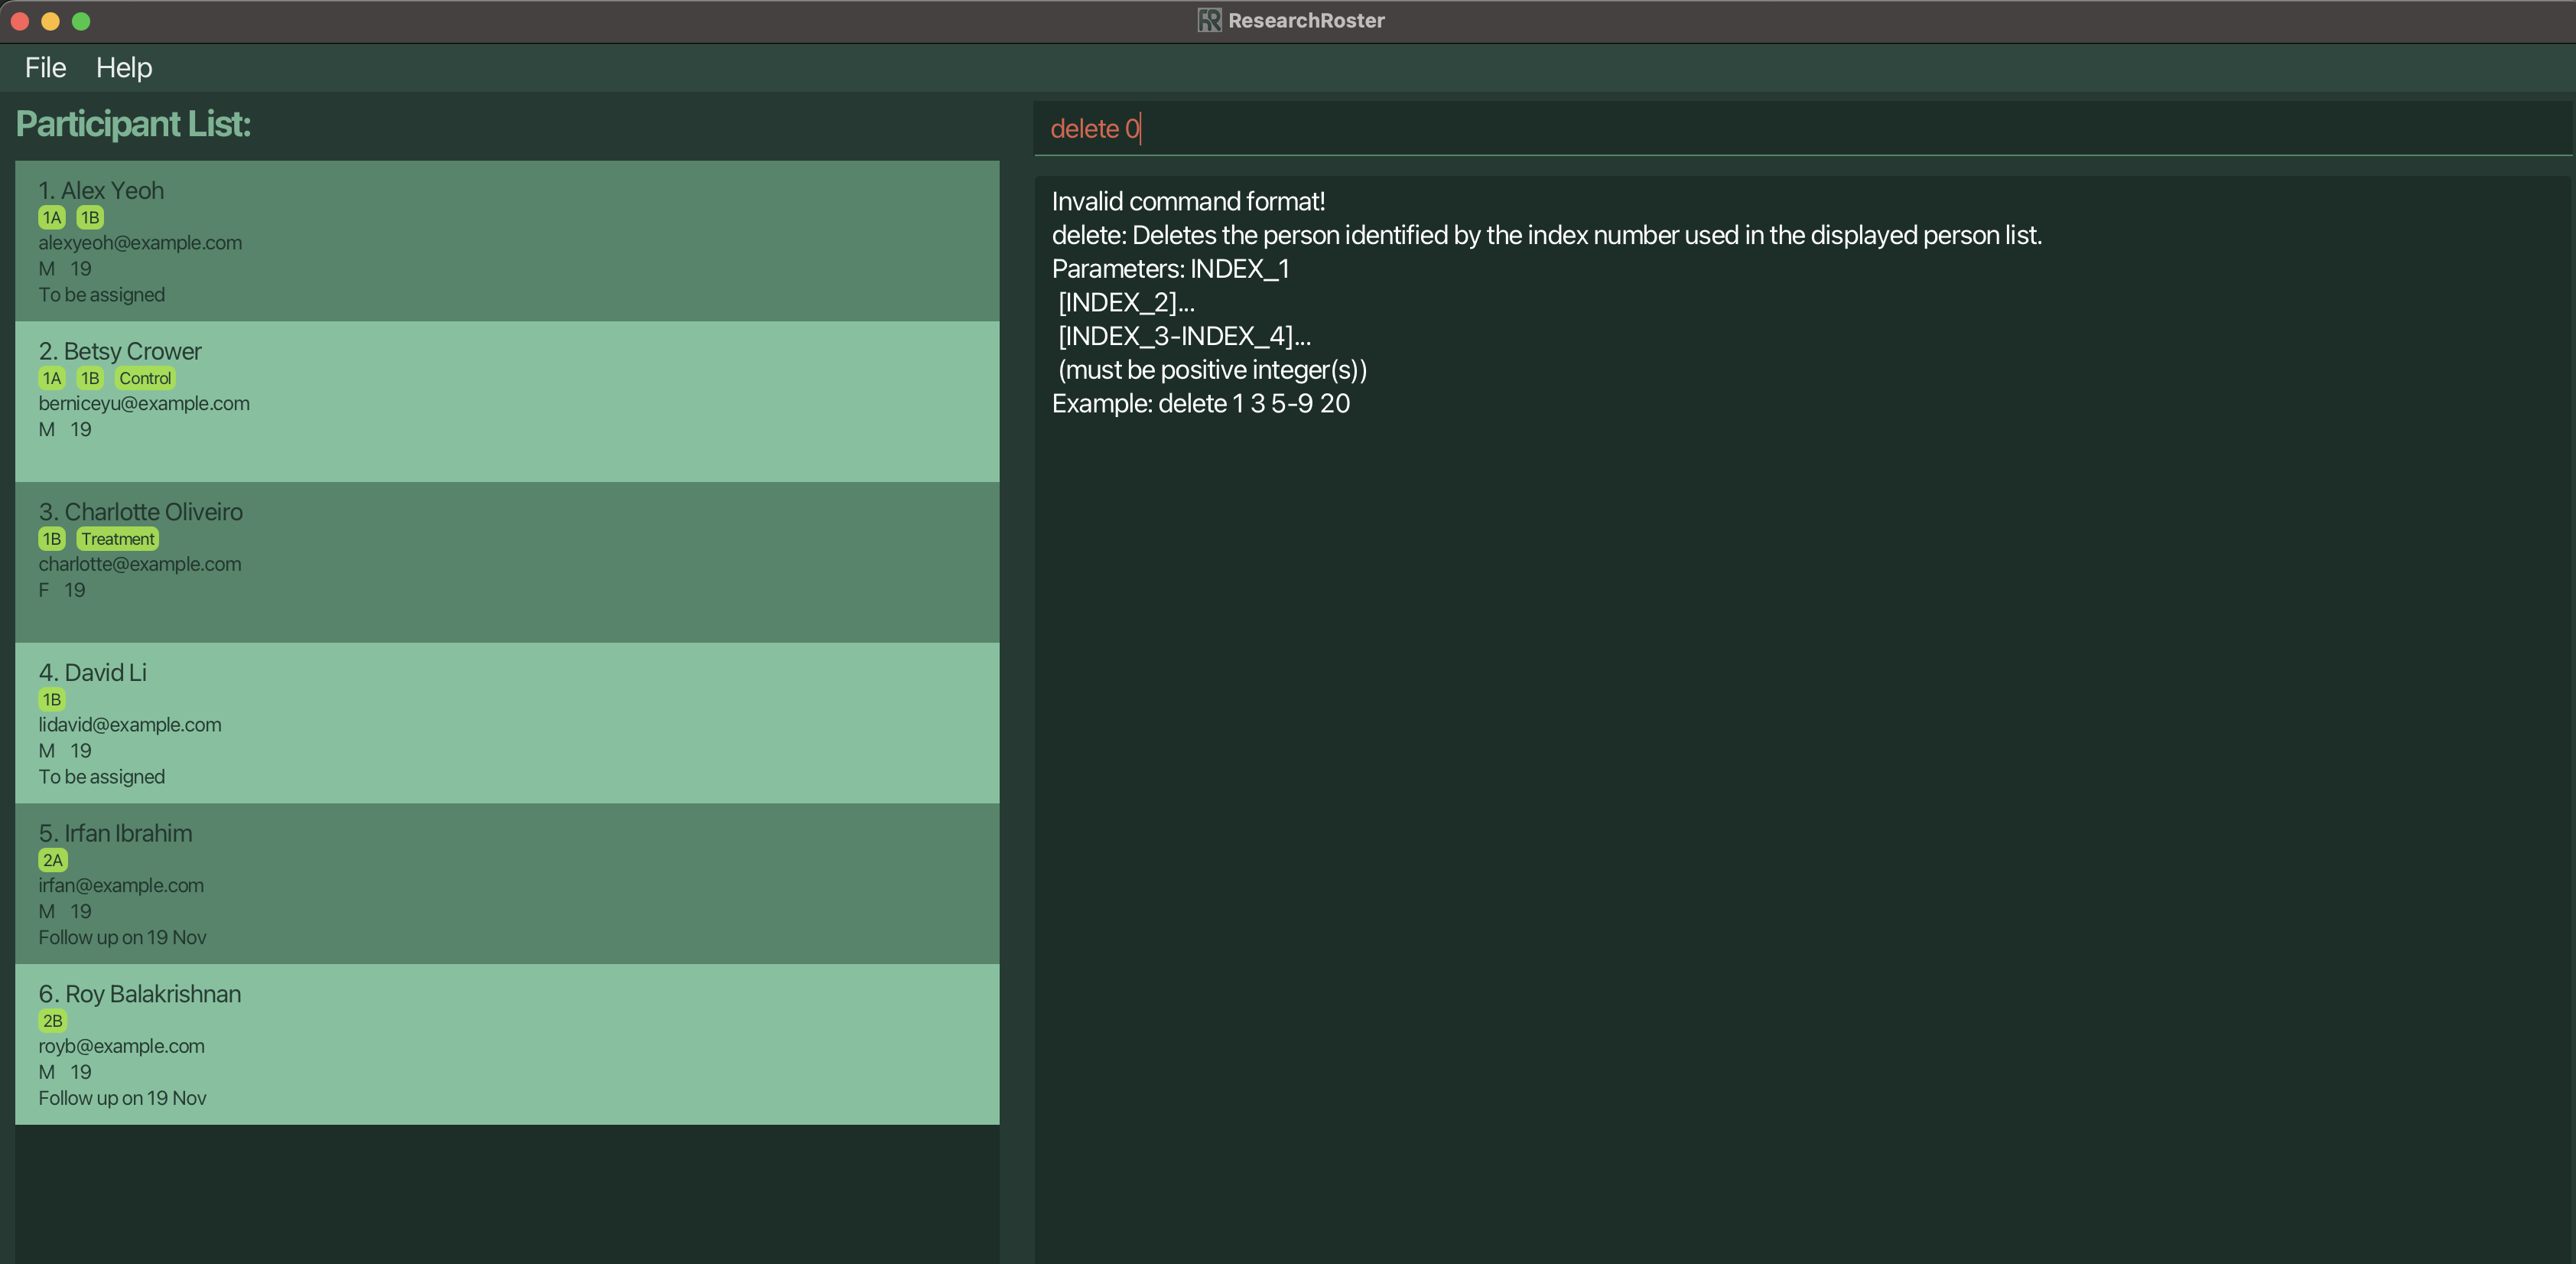 ResearchRoster
File Help
Participant List:
1. Alex Yeoh
1A 1B
alexyeoh@example.com
M 19
To be assigned
2. Betsy Crower
1A 1B Control
berniceyu@example.com
M 19
3. Charlotte Oliveiro
1B Treatment
charlotte@example.com
F 19
4. David Li
1B
lidavid@example.com
M 19
To be assigned
5. Irfan Ibrahim
2A
irfan@example.com
M 19
Follow up on 19 Nov
6. Roy Balakrishnan
2B
royb@example.com
M 19
Follow up on 19 Nov
delete 0
Invalid command format!
delete: Deletes the person identified by the index number used in the displayed person list.
Parameters: INDEX_1
[INDEX_2]...
[INDEX_3-INDEX_4]...
(must be positive integer(s))
Example: delete 1 3 5-9 20